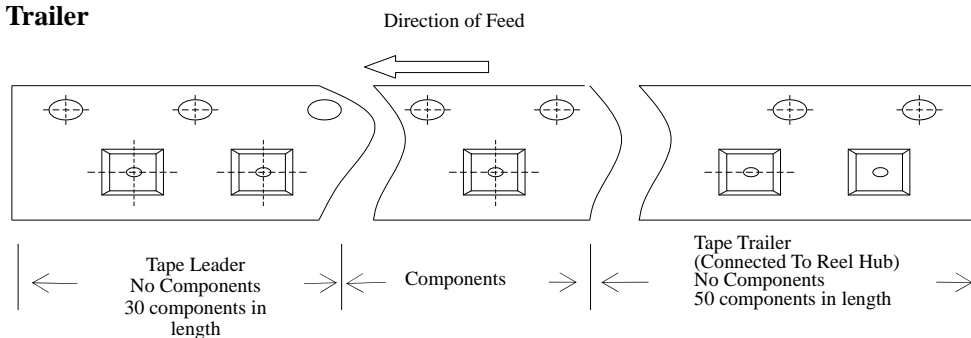 Trailer
Direction of Feed
Tape Leader
No Components
30 components in
length
Components
Tape Trailer
(Connected To Reel Hub)
No Components
50 components in length